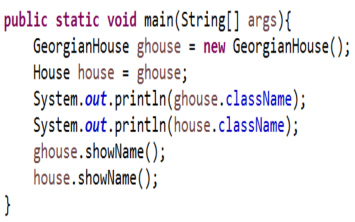 public static void main(String[] args){
GeorgianHouse ghouse = new GeorgianHouse();
House house = ghouse;
System.out.println(ghouse.className);
System.out.println(house.className);
ghouse.showName();
house.showName();
}